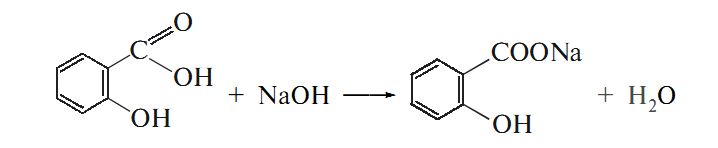 O
C
OH
OH
+ NaOH ⟶
COONa
OH
+ H₂O